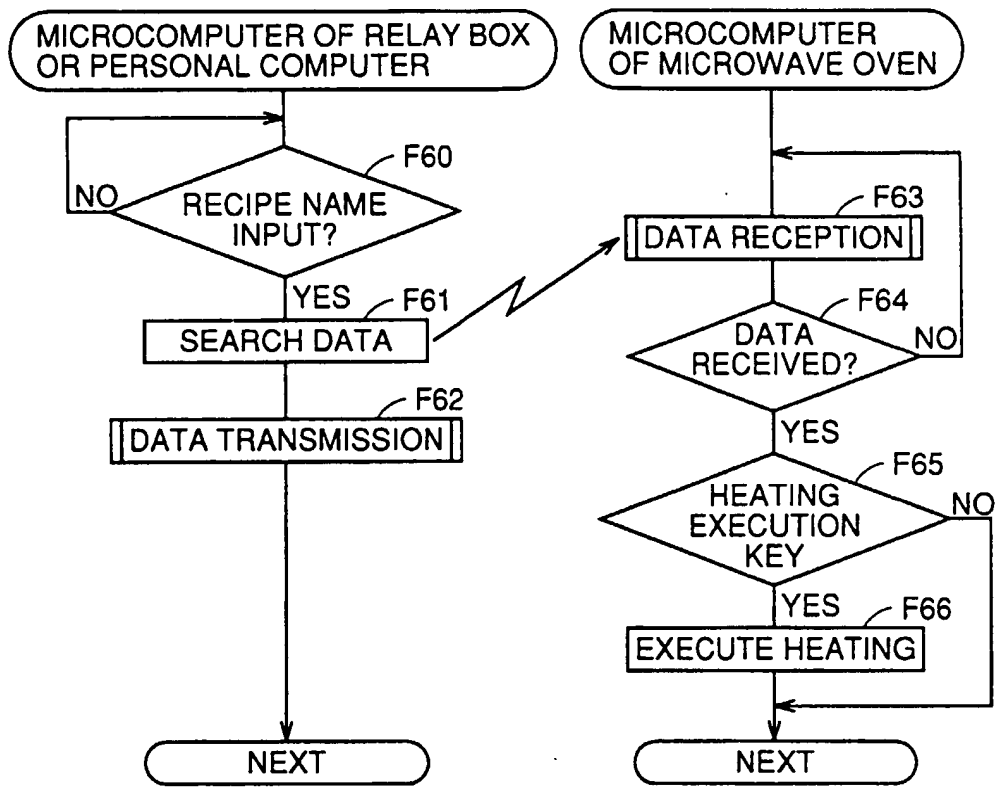 MICROCOMPUTER OF RELAY BOX
OR PERSONAL COMPUTER
F60
NO
RECIPE NAME
INPUT?
YES
F61
SEARCH DATA
F62
DATA TRANSMISSION
NEXT
MICROCOMPUTER
OF MICROWAVE OVEN
F63
DATA RECEPTION
F64
DATA
RECEIVED?
NO
YES
F65
HEATING
EXECUTION
KEY
NO
YES
F66
EXECUTE HEATING
NEXT